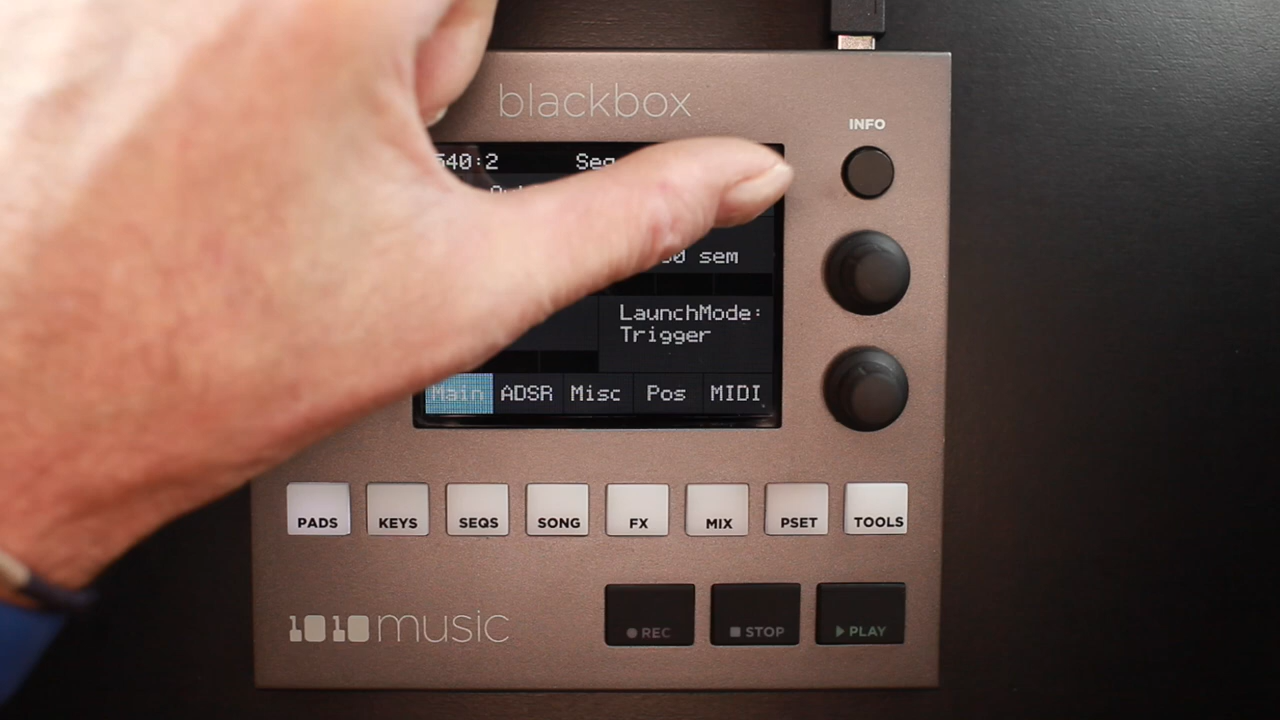 blackbox
INFO
540:2 Seq
0 sem
LaunchMode:
Trigger
Main ADSR Misc Pos MIDI
PADS KEYS SEQS SONG FX MIX PSET TOOLS
1010music
REC STOP PLAY